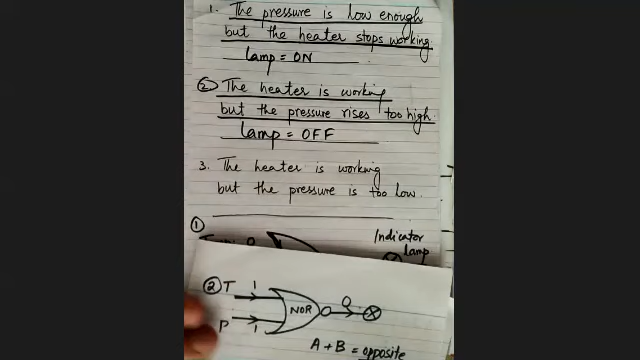 1. The pressure is low enough
but the heater stops working.
lamp = ON
2 The heater is working
but the pressure rises too high.
lamp = OFF
3. The heater is working
but the pressure is too low.
1
Indicator
lamp
2 T 1
NOR
0
P 1
A + B = opposite